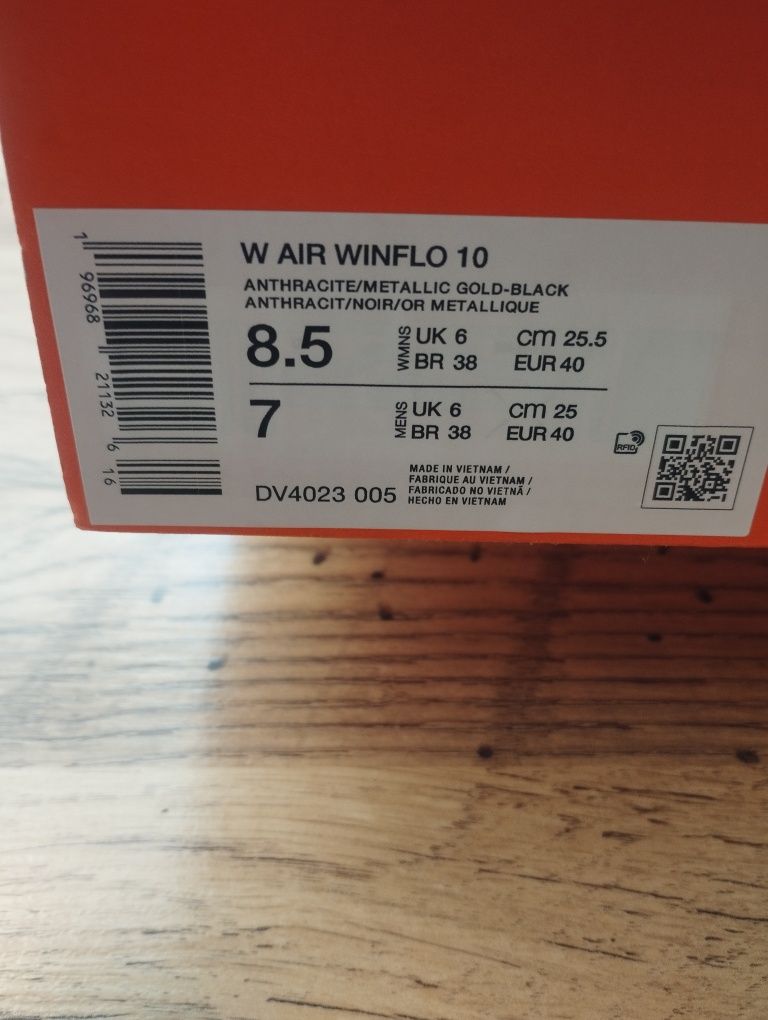 W AIR WINFLO 10
ANTHRACITE/METALLIC GOLD-BLACK
ANTHRACIT/NOIR/OR METALLIQUE
8.5 WMNS UK 6 cm 25.5
BR 38 EUR 40
7 MENS UK 6 cm 25
BR 38 EUR 40
RFID
DV4023 005
MADE IN VIETNAM /
FABRIQUE AU VIETNAM /
FABRICADO NO VIETNÃ /
HECHO EN VIETNAM
1 96968 21132 6 16